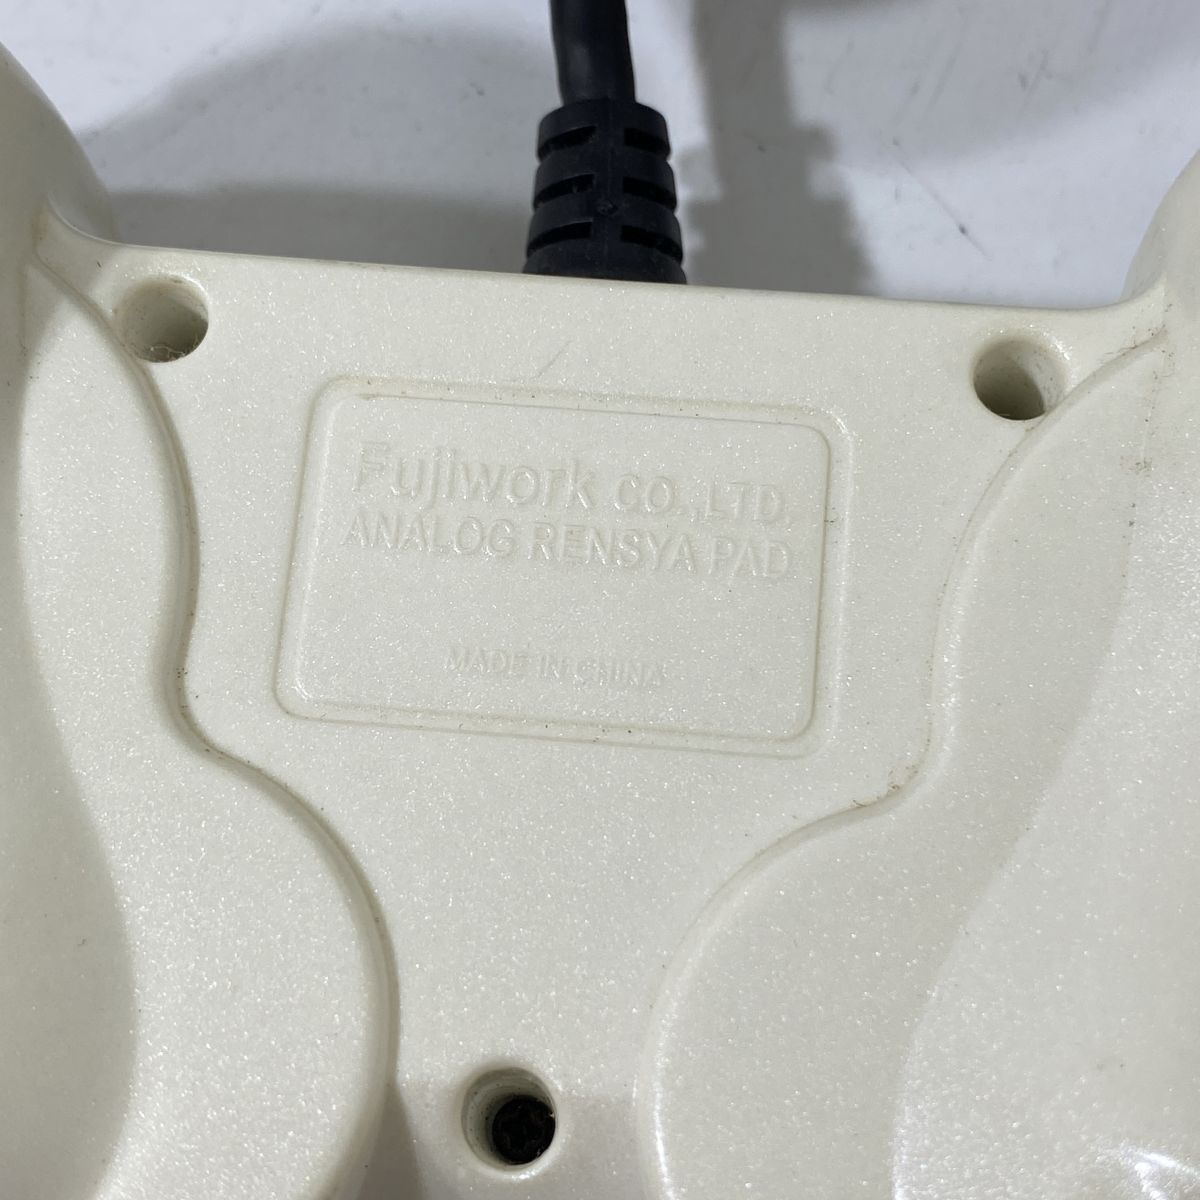 Fujiwork CO.,LTD.
ANALOG RENSYA PAD
MADE IN CHINA